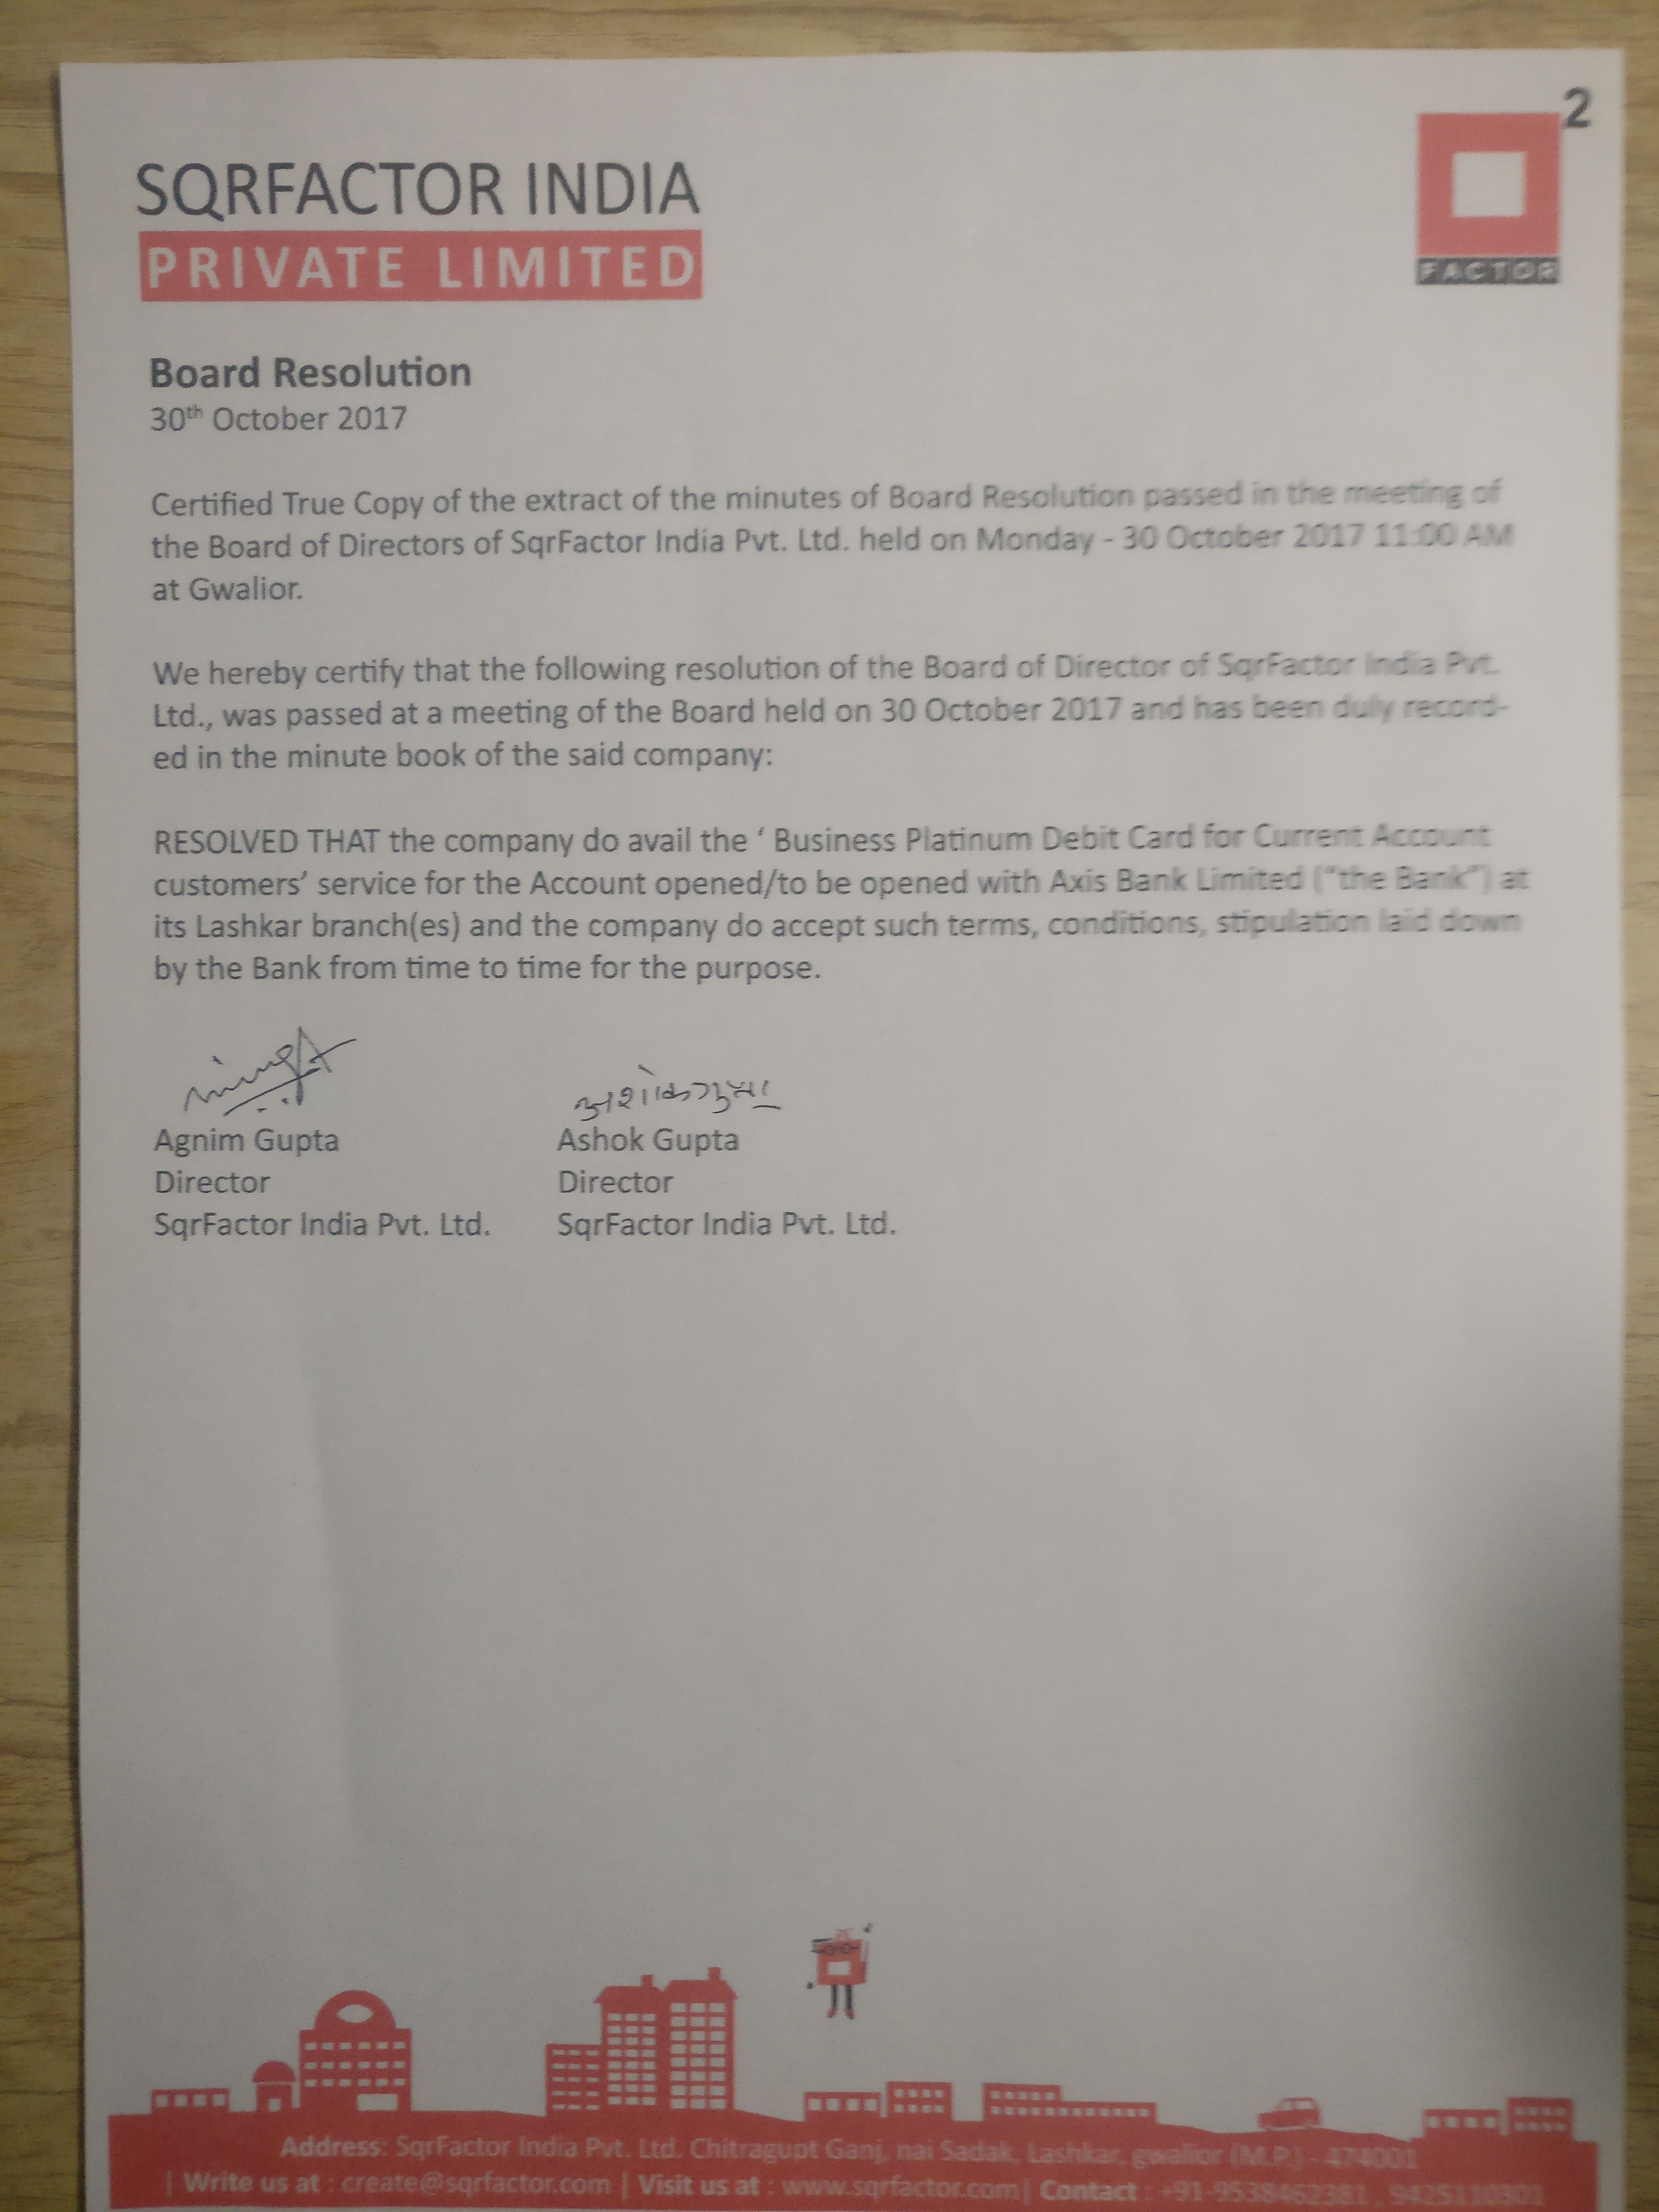 2
FACTOR
SQRFACTOR INDIA
PRIVATE LIMITED
Board Resolution
30th October 2017
Certified True Copy of the extract of the minutes of Board Resolution passed in the meeting of
the Board of Directors of SqrFactor India Pvt. Ltd. held on Monday - 30 October 2017 11:00 AM
at Gwalior.
We hereby certify that the following resolution of the Board of Director of SqrFactor India Pvt.
Ltd., was passed at a meeting of the Board held on 30 October 2017 and has been duly record-
ed in the minute book of the said company:
RESOLVED THAT the company do avail the ‘ Business Platinum Debit Card for Current Account
customers’ service for the Account opened/to be opened with Axis Bank Limited (“the Bank”) at
its Lashkar branch(es) and the company do accept such terms, conditions, stipulation laid down
by the Bank from time to time for the purpose.
Agnim Gupta
Director
SqrFactor India Pvt. Ltd.
अशोक गुप्ता
Ashok Gupta
Director
SqrFactor India Pvt. Ltd.
Address: SqrFactor India Pvt. Ltd. Chitragupt Ganj, nai Sadak, Lashkar, gwalior (M.P.) - 474001
| Write us at : create@sqrfactor.com | Visit us at : www.sqrfactor.com| Contact : +91-9538462381 ,